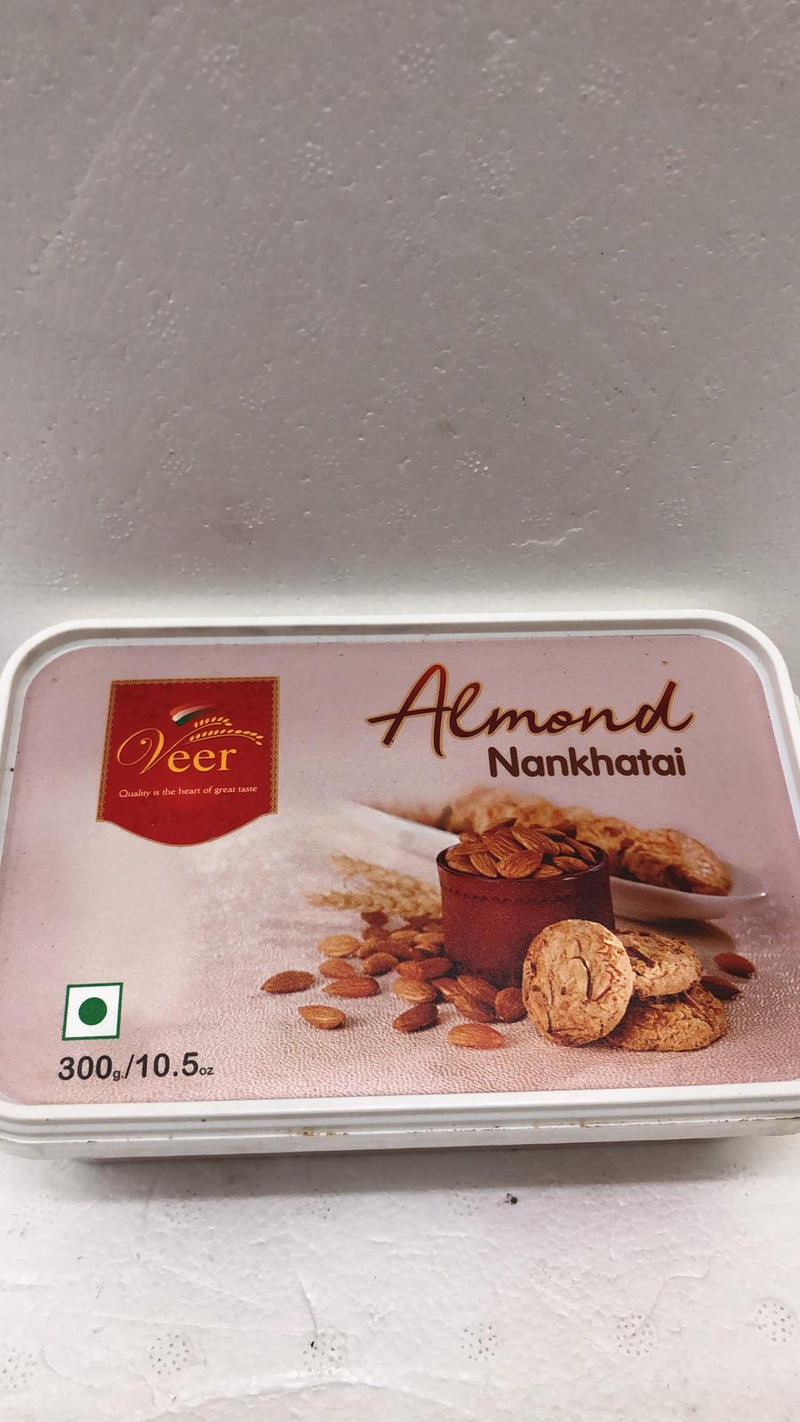 Veer
Quality is the heart of great taste
Almond
Nankhatai
300g./10.5oz